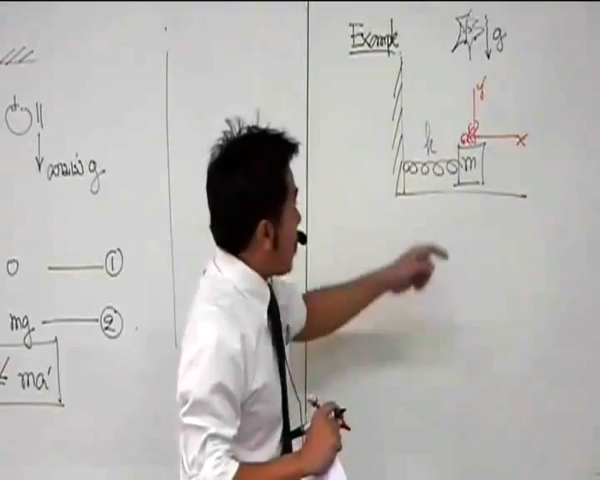 g
0 ——— ①
mg ——— ②
ma'
Example
g
y
x
k
m